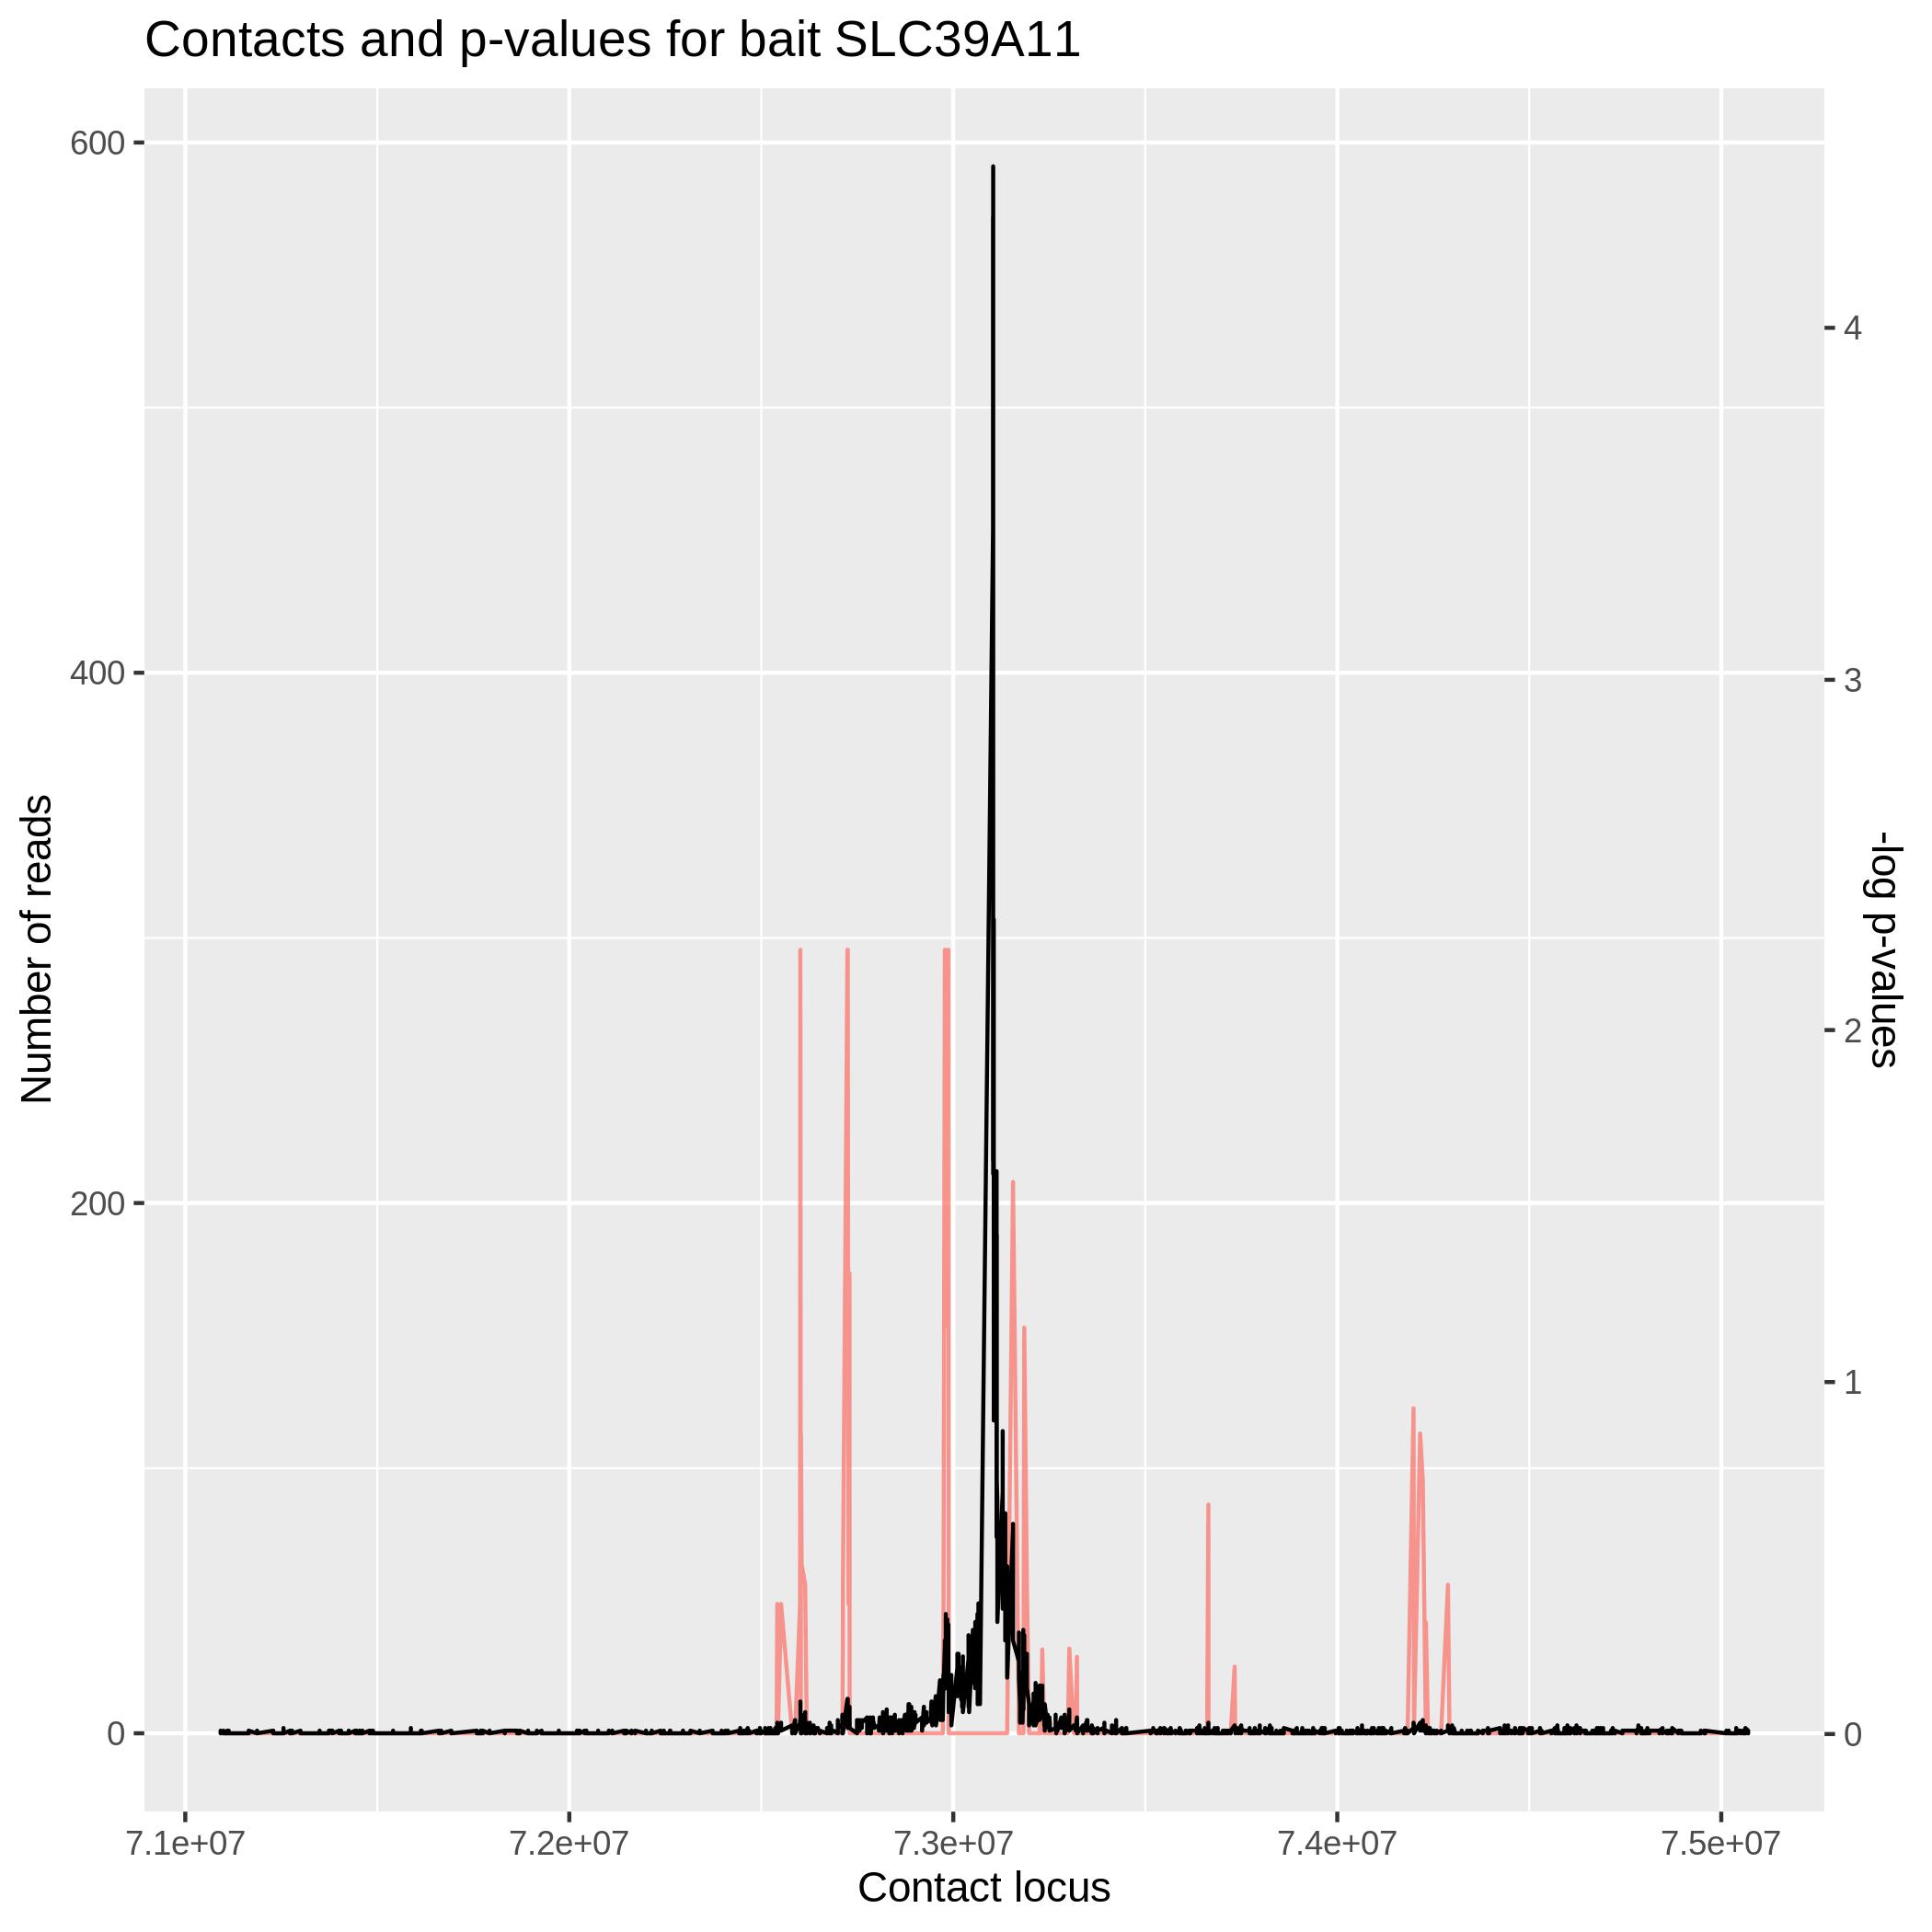 Contacts and p-values for bait SLC39A11
600
400
200
0
Number of reads
4
3
2
1
0
-log p-values
7.1e+07
7.2e+07
7.3e+07
7.4e+07
7.5e+07
Contact locus